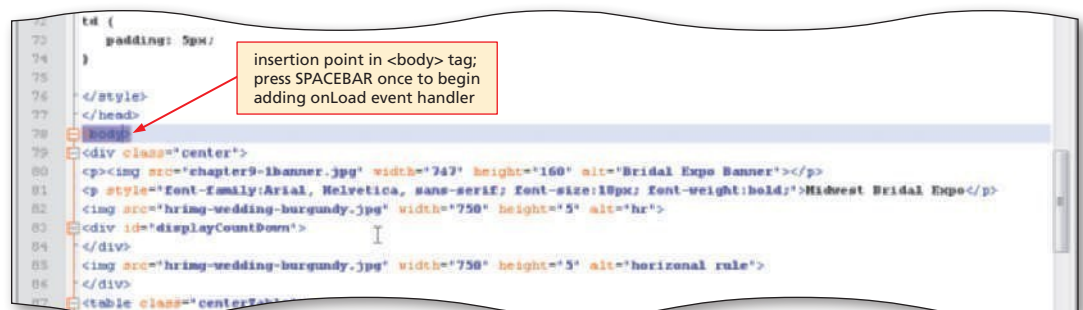 72 td {
73 padding: 5px;
74 }
75
76 </style>
77 </head>
78 <body>
79 <div class="center">
80 <p><img src="chapter9-1banner.jpg" width="747" height="160" alt="Bridal Expo Banner"></p>
81 <p style="font-family:Arial, Helvetica, sans-serif; font-size:18px; font-weight:bold;">Midwest Bridal Expo</p>
82 <img src="hrimg-wedding-burgundy.jpg" width="750" height="5" alt="hr">
83 <div id="displayCountDown">
84 </div>
85 <img src="hrimg-wedding-burgundy.jpg" width="750" height="5" alt="horizonal rule">
86 </div>
87 <table class="centerTable"
insertion point in <body> tag;
press SPACEBAR once to begin
adding onLoad event handler